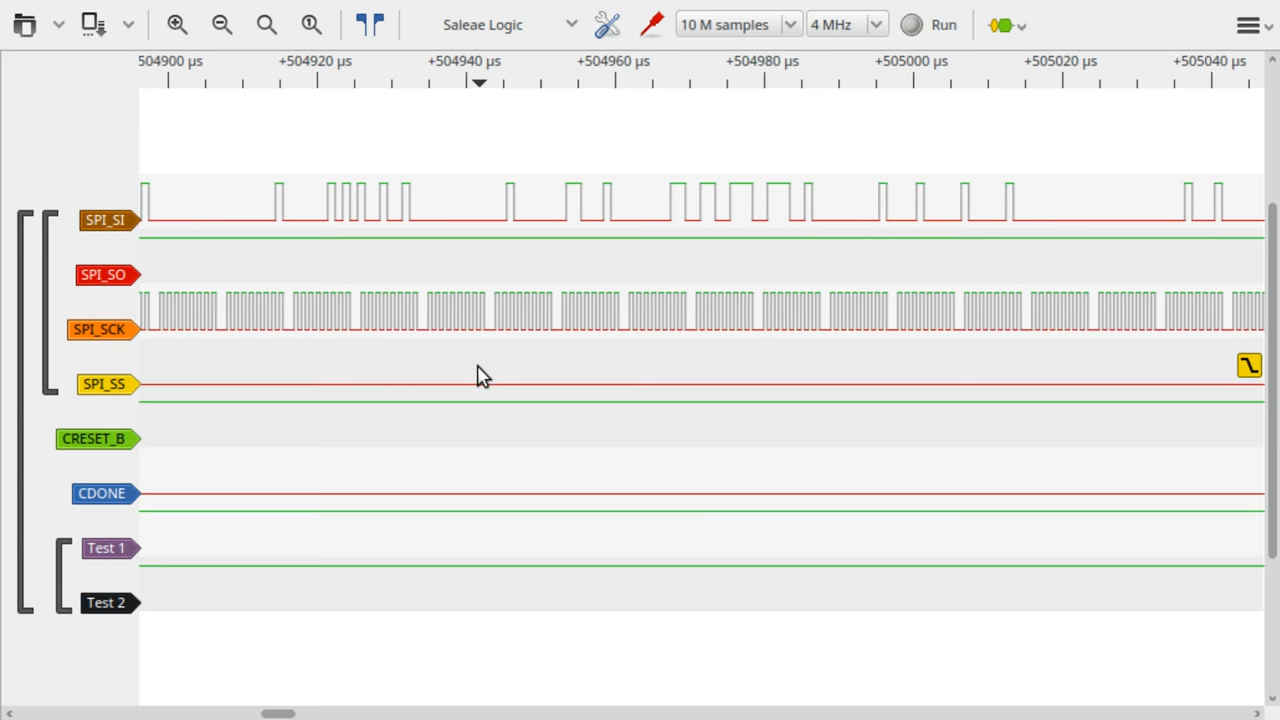 Saleae Logic 10 M samples 4 MHz Run
504900 µs +504920 µs +504940 µs +504960 µs +504980 µs +505000 µs +505020 µs +505040 µs
SPI_SI
SPI_SO
SPI_SCK
SPI_SS
CRESET_B
CDONE
Test 1
Test 2